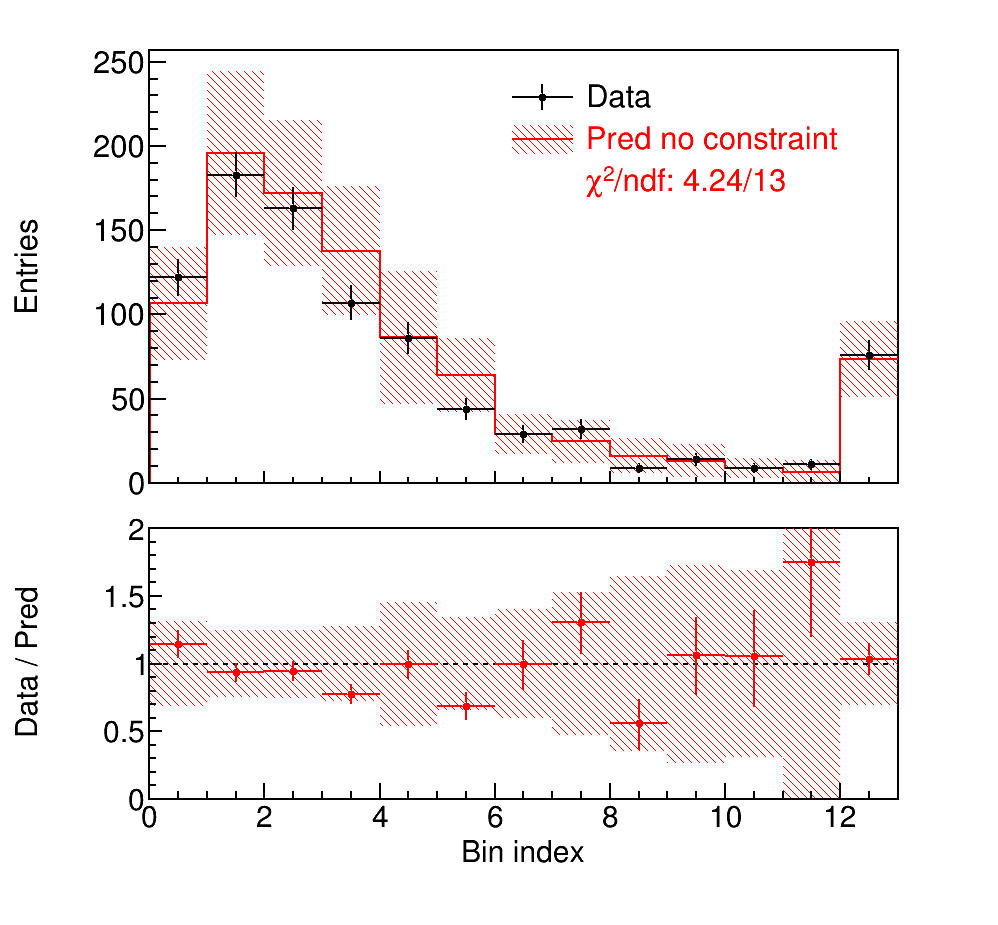 250
200
150
100
50
0
Entries
Data
Pred no constraint
χ²/ndf: 4.24/13
2
1.5
1
0.5
0
Data / Pred
0 2 4 6 8 10 12
Bin index